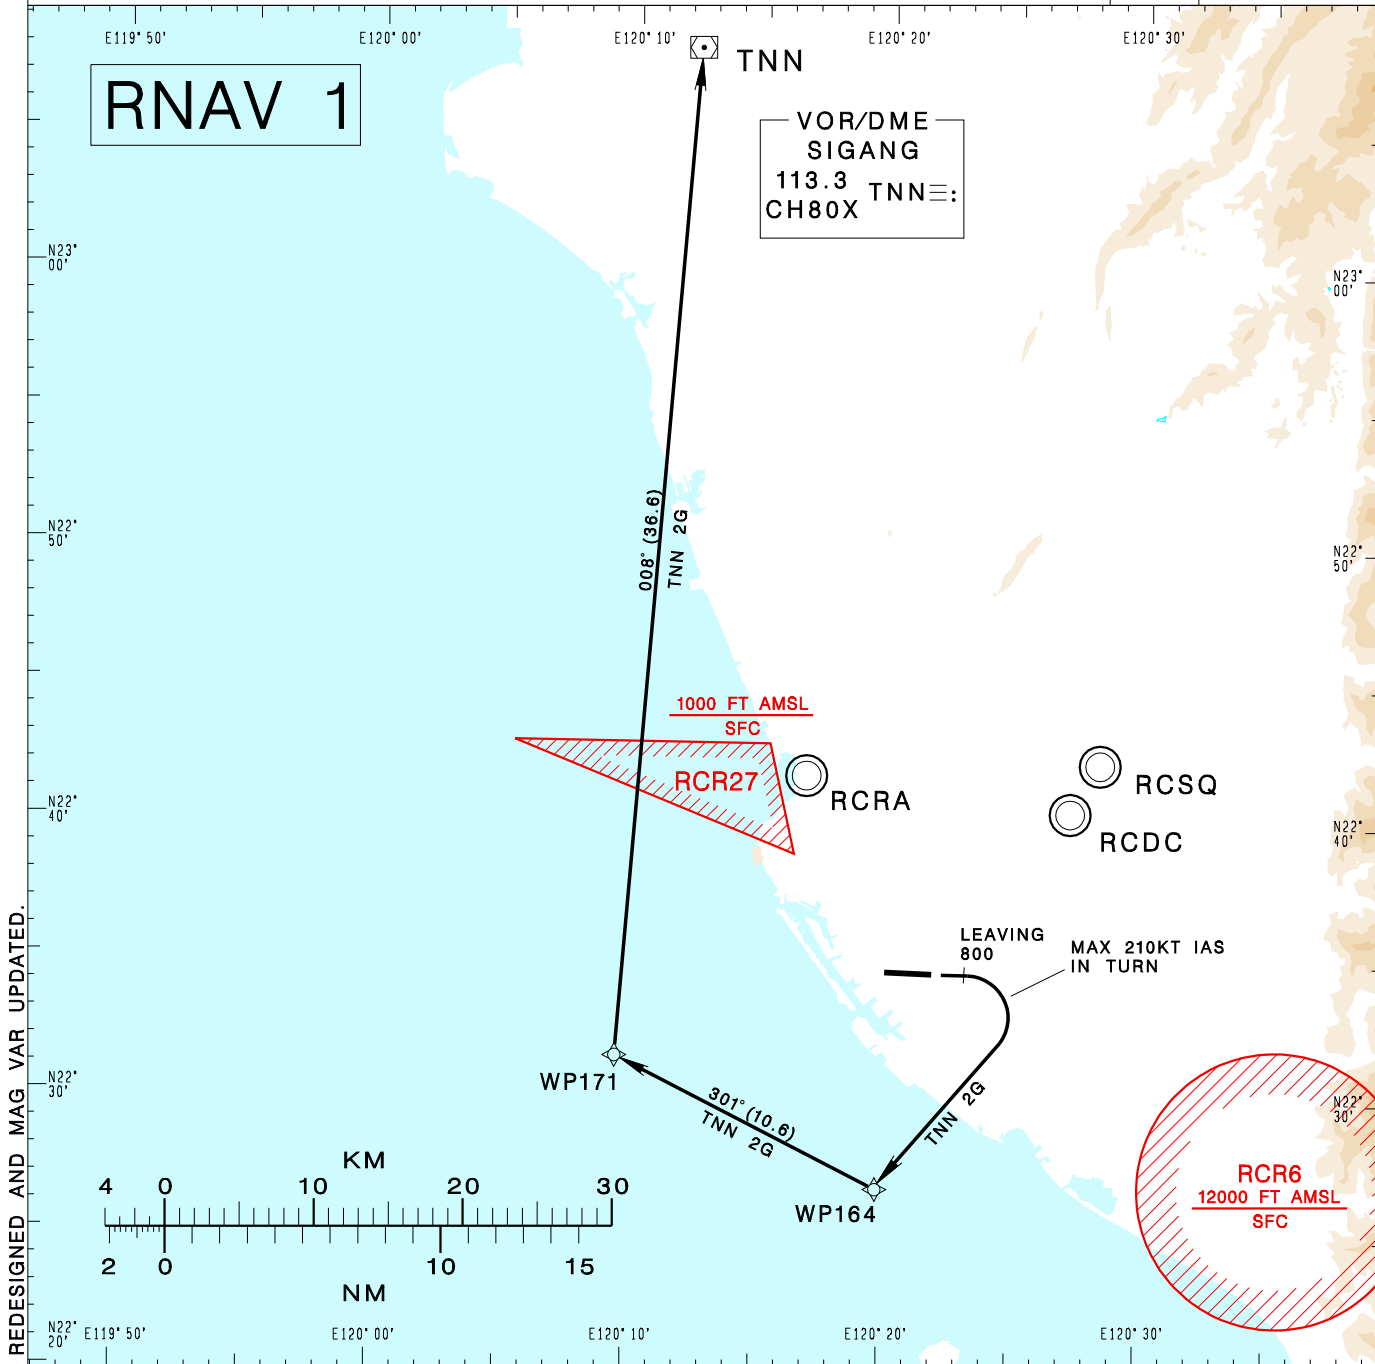 E119°50'
E120°00'
E120°10'
E120°20'
E120°30'
RNAV 1
TNN
VOR/DME
SIGANG
113.3
CH80X
TNN
N23°
00'
N23°
00'
008°(36.6)
TNN 2G
N22°
50'
N22°
50'
1000 FT AMSL
SFC
RCR27
RCRA
RCSQ
RCDC
N22°
40'
N22°
40'
LEAVING
800
MAX 210KT IAS
IN TURN
WP171
301°(10.6)
TNN 2G
TNN 2G
WP164
N22°
30'
N22°
30'
RCR6
12000 FT AMSL
SFC
KM
4 0 10 20 30
2 0 10 15
NM
N22°
20'
E119°50'
E120°00'
E120°10'
E120°20'
E120°30'
REDESIGNED AND MAG VAR UPDATED.